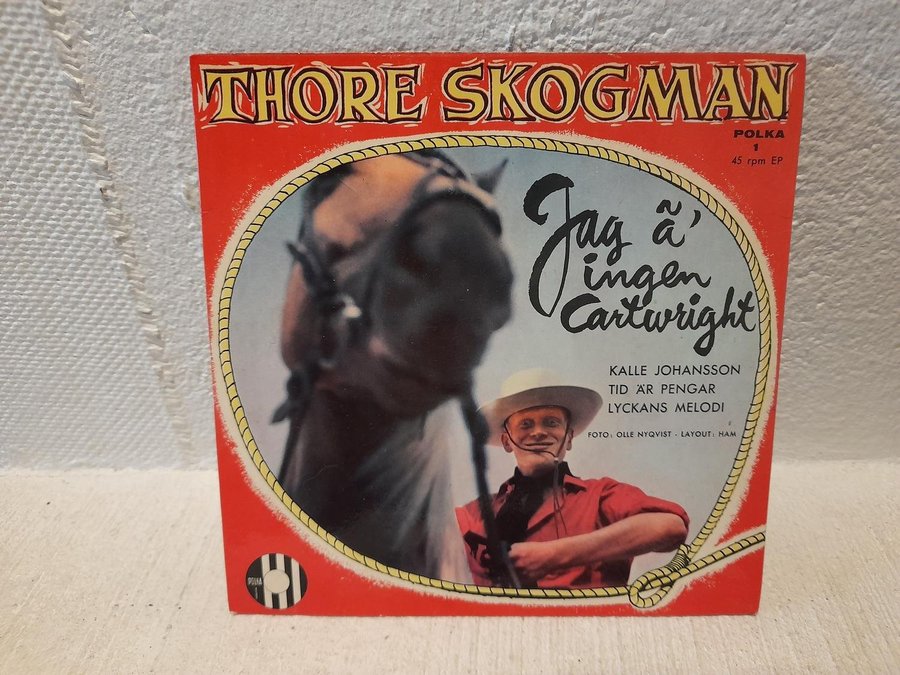 THORE SKOGMAN
POLKA
1
45 rpm EP
Jag ä'
ingen
Cartwright
KALLE JOHANSSON
TID ÄR PENGAR
LYCKANS MELODI
FOTO: OLLE NYQVIST - LAYOUT: HAM
POLKA